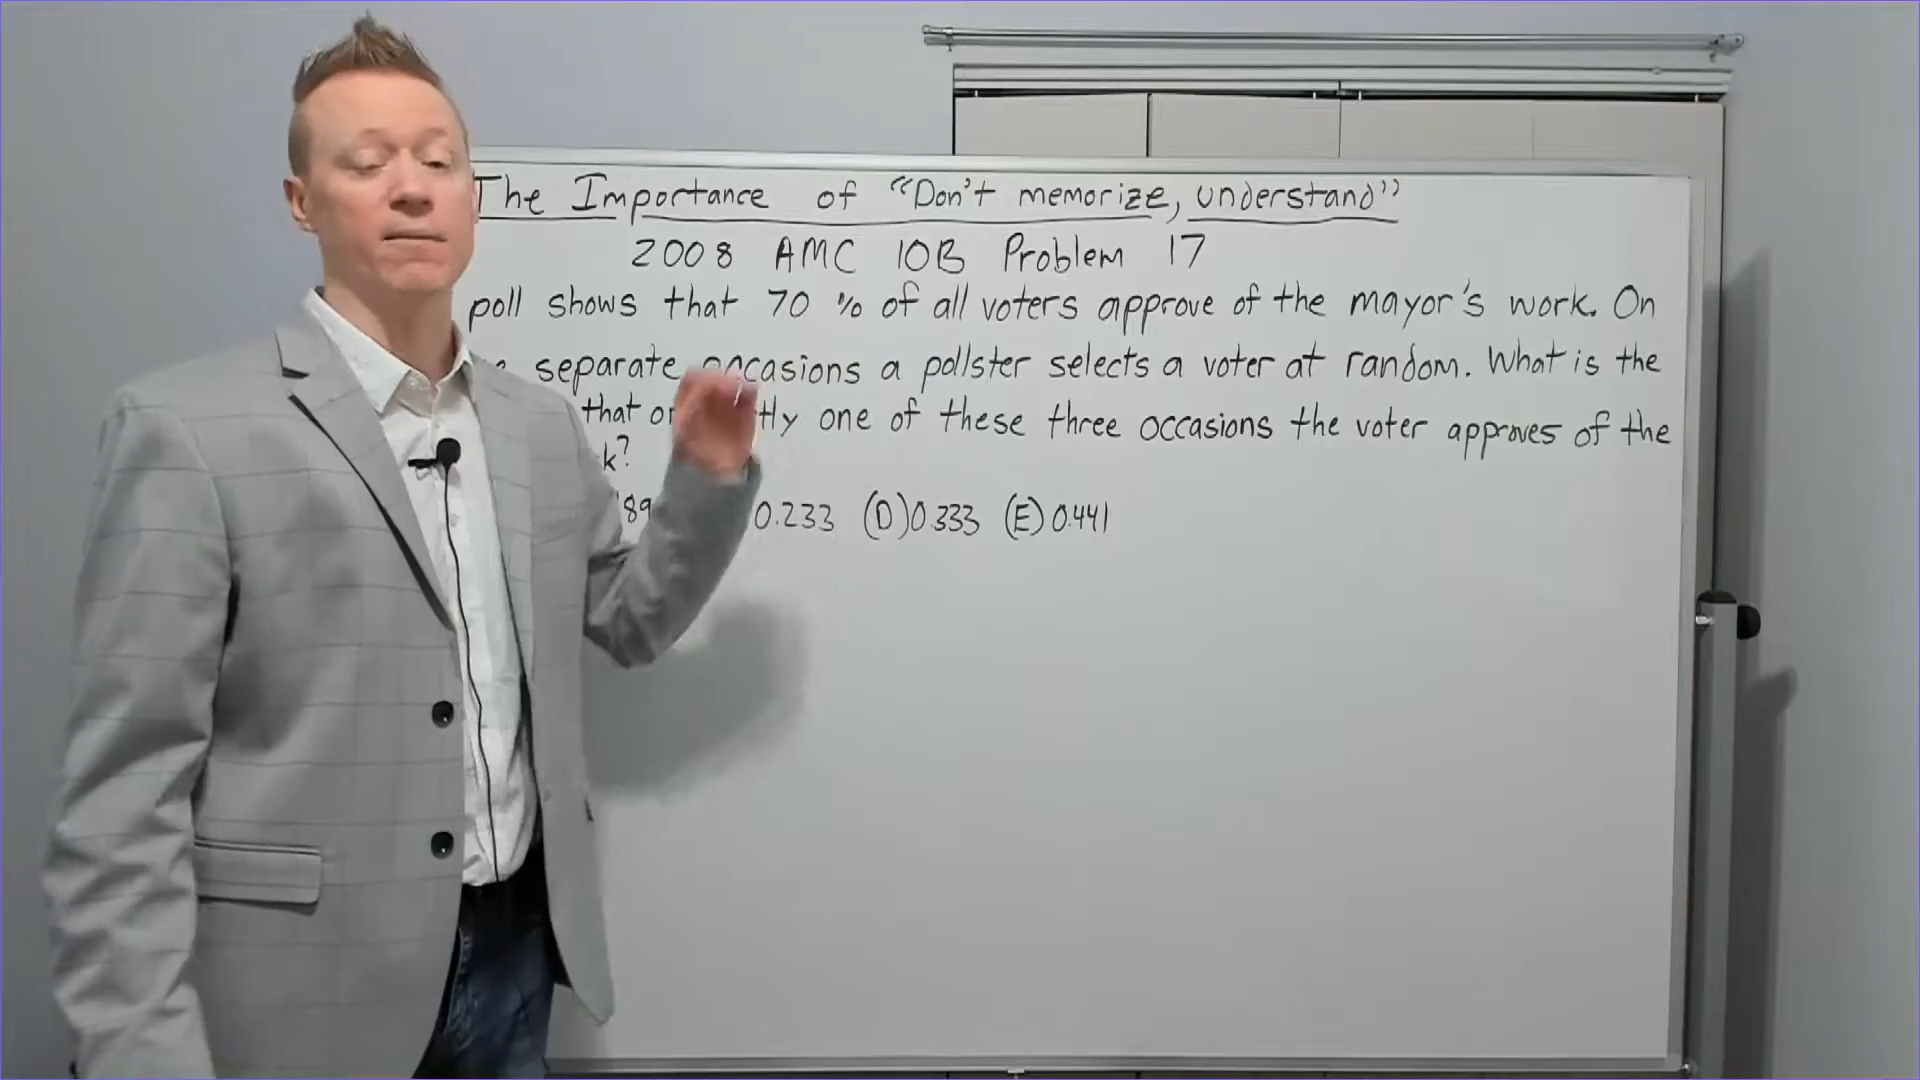 The Importance of "Don't memorize, understand"
2008 AMC 10B Problem 17
poll shows that 70 % of all voters approve of the mayor's work. On
separate occasions a pollster selects a voter at random. What is the
that one of these three occasions the voter approves of the
k?
89 0.233 (D) 0.333 (E) 0.441